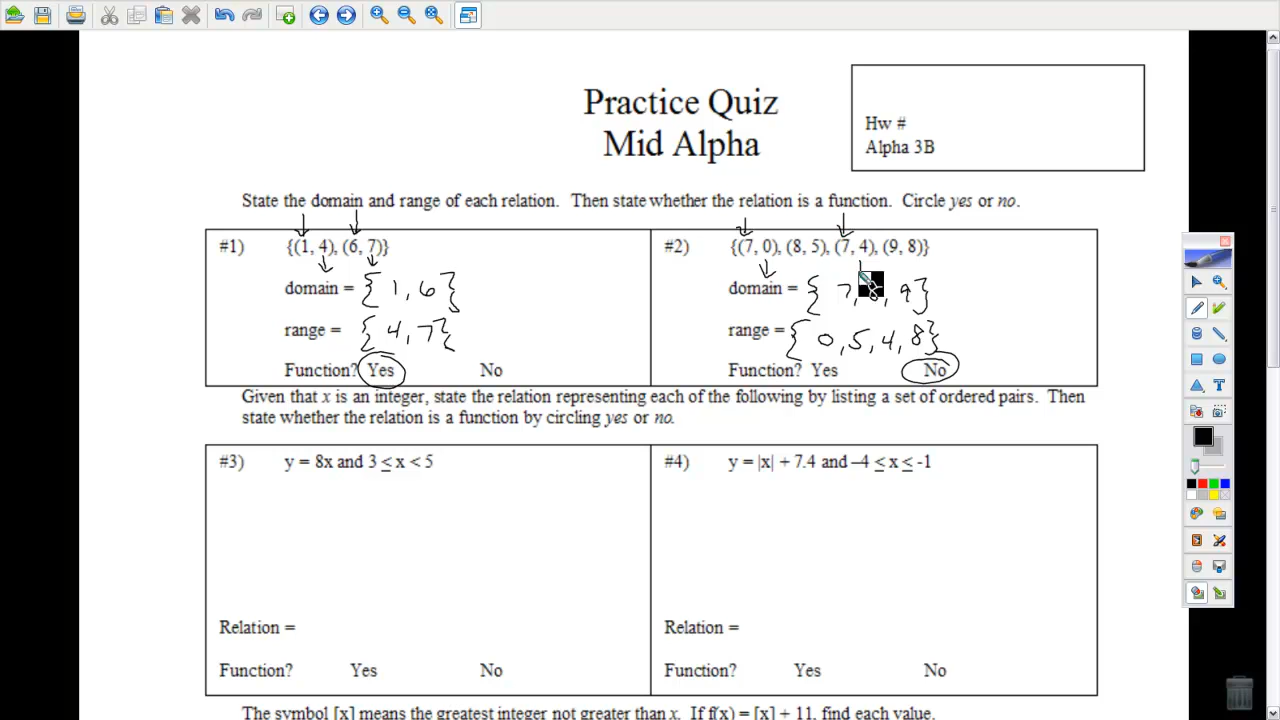 Practice Quiz
Mid Alpha
Hw #
Alpha 3B
State the domain and range of each relation. Then state whether the relation is a function. Circle yes or no.
#1) {(1, 4), (6, 7)}
domain = { 1, 6 }
range = { 4, 7 }
Function? Yes No
#2) {(7, 0), (8, 5), (7, 4), (9, 8)}
domain = { 7, 8, 9 }
range = { 0, 5, 4, 8 }
Function? Yes No
Given that x is an integer, state the relation representing each of the following by listing a set of ordered pairs. Then
state whether the relation is a function by circling yes or no.
#3) y = 8x and 3 ≤ x < 5
Relation =
Function? Yes No
#4) y = |x| + 7.4 and –4 ≤ x ≤ -1
Relation =
Function? Yes No
The symbol [x] means the greatest integer not greater than x. If f(x) = [x] + 11, find each value.